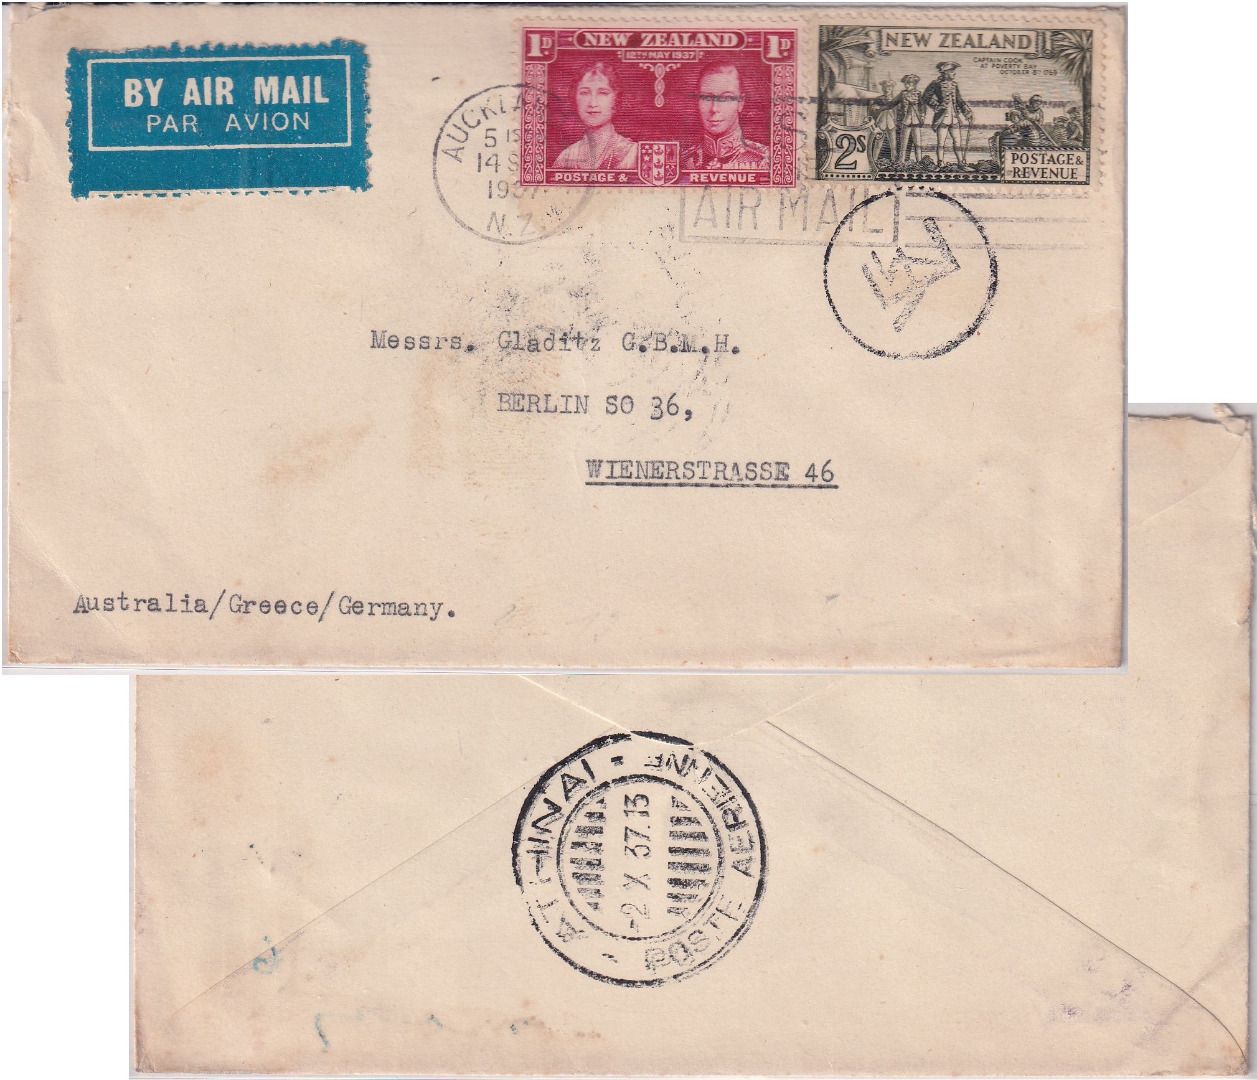 BY AIR MAIL
PAR AVION
1D NEW ZEALAND 1D
12TH MAY 1937
POSTAGE & REVENUE
NEW ZEALAND
CAPTAIN COOK
AT POVERTY BAY
OCTOBER 8TH 1769
2S
POSTAGE &
REVENUE
14 S
1937
N.Z.
AIR MAIL
Messrs. Gladitz G.B.M.H.
BERLIN SO 36,
WIENERSTRASSE 46
Australia/Greece/Germany.
ATHINAI - POSTE AERIENNE
-2 X 37.13